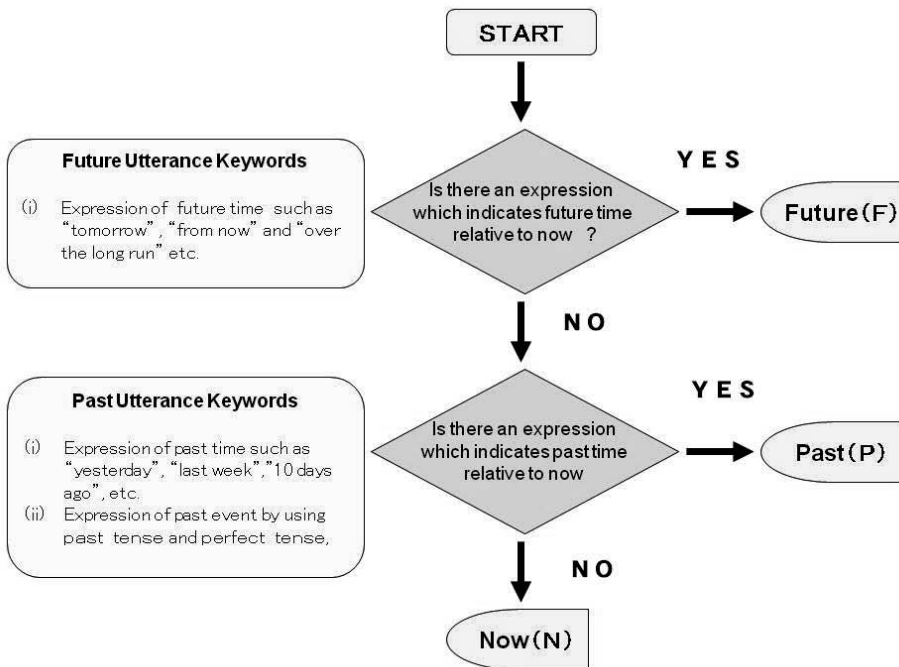 START
Future Utterance Keywords
(i) Expression of future time such as
“tomorrow”, “from now” and “over
the long run” etc.
Is there an expression
which indicates future time
relative to now ?
YES
Future(F)
NO
Past Utterance Keywords
(i) Expression of past time such as
“yesterday”, “last week”,”10 days
ago”, etc.
(ii) Expression of past event by using
past tense and perfect tense,
Is there an expression
which indicates past time
relative to now
YES
Past(P)
NO
Now(N)